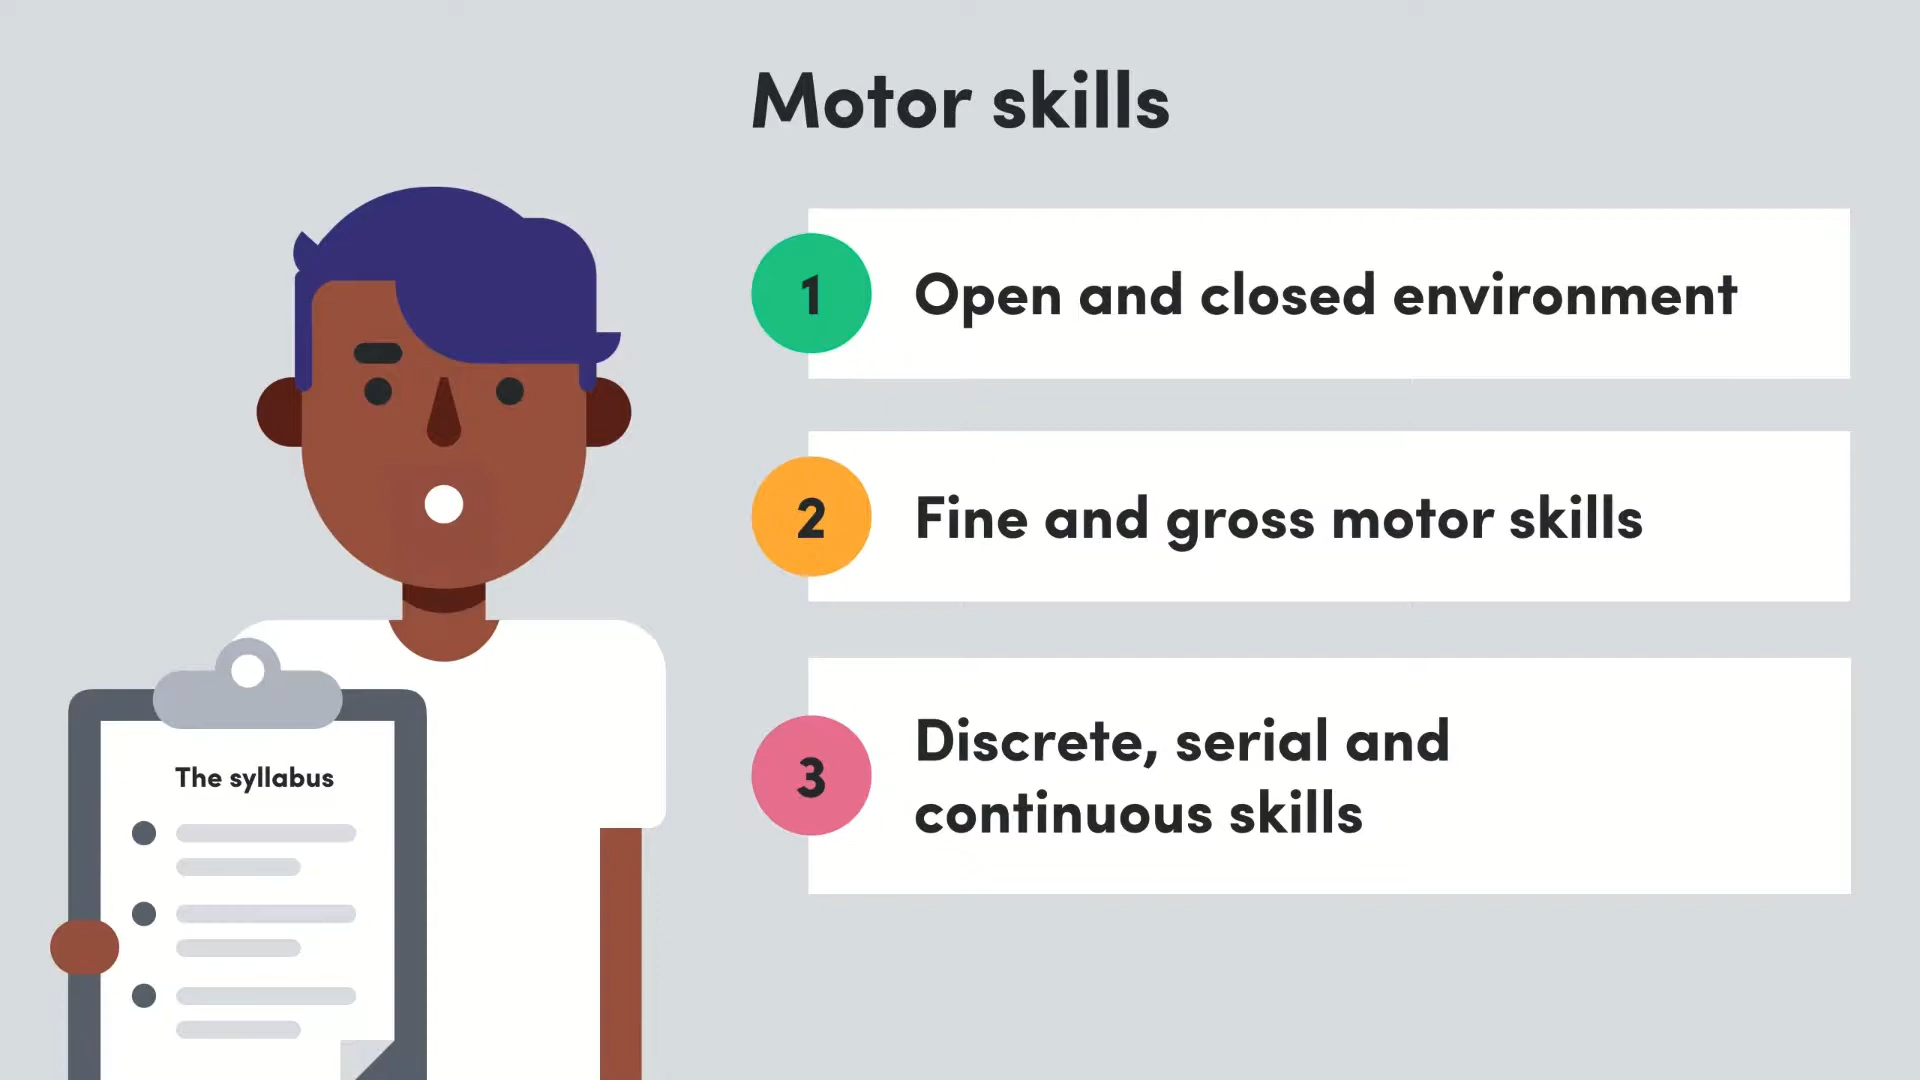 Motor skills
1 Open and closed environment
2 Fine and gross motor skills
3 Discrete, serial and
continuous skills
The syllabus